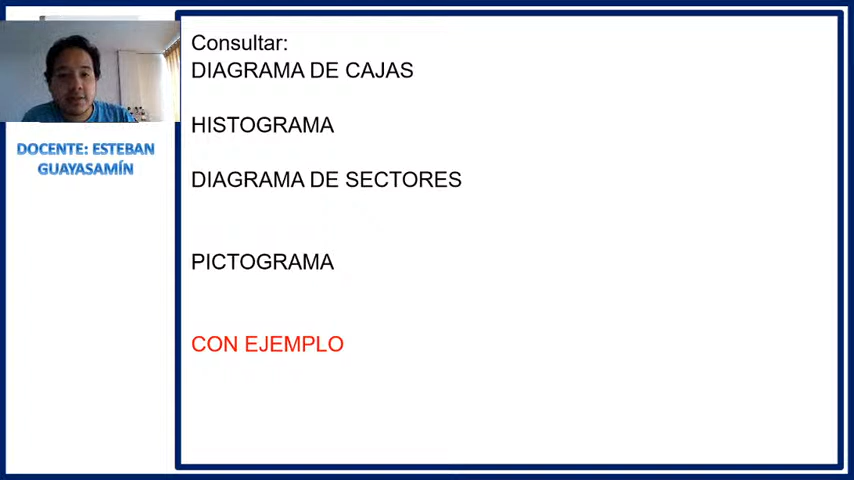 Consultar:
DIAGRAMA DE CAJAS
HISTOGRAMA
DIAGRAMA DE SECTORES
PICTOGRAMA
CON EJEMPLO
DOCENTE: ESTEBAN
GUAYASAMÍN